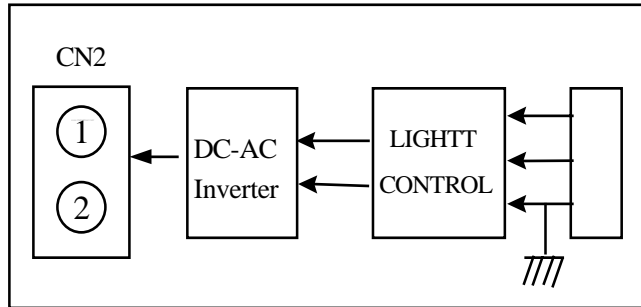 CN2
1
2
DC-AC
Inverter
LIGHTT
CONTROL